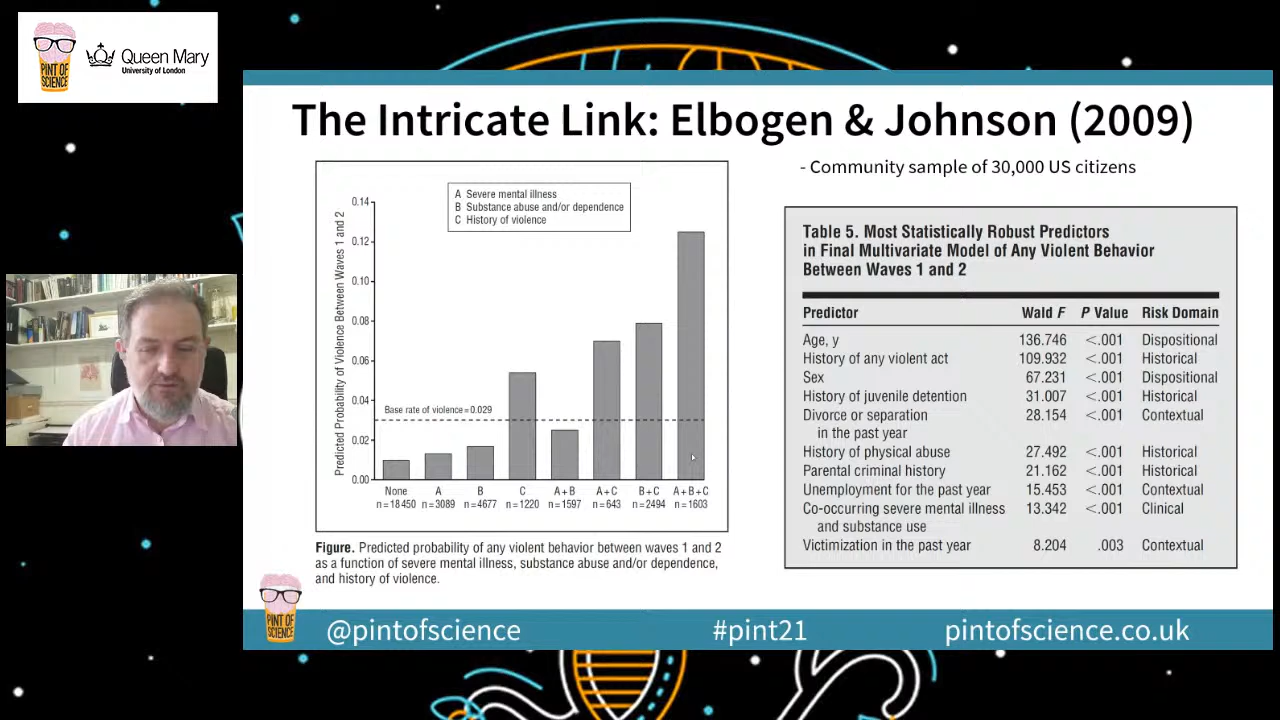 PINT OF
SCIENCE
Queen Mary
University of London
The Intricate Link: Elbogen & Johnson (2009)
- Community sample of 30,000 US citizens
A Severe mental illness
B Substance abuse and/or dependence
C History of violence
Predicted Probability of Violence Between Waves 1 and 2
0.14
0.12
0.10
0.08
0.06
0.04
0.02
0.00
Base rate of violence=0.029
None A B C A+B A+C B+C A+B+C
n=18450 n=3089 n=4677 n=1220 n=1597 n=643 n=2494 n=1603
Figure. Predicted probability of any violent behavior between waves 1 and 2
as a function of severe mental illness, substance abuse and/or dependence,
and history of violence.
Table 5. Most Statistically Robust Predictors
in Final Multivariate Model of Any Violent Behavior
Between Waves 1 and 2
Predictor Wald F P Value Risk Domain
Age, y 136.746 <.001 Dispositional
History of any violent act 109.932 <.001 Historical
Sex 67.231 <.001 Dispositional
History of juvenile detention 31.007 <.001 Historical
Divorce or separation 28.154 <.001 Contextual
in the past year
History of physical abuse 27.492 <.001 Historical
Parental criminal history 21.162 <.001 Historical
Unemployment for the past year 15.453 <.001 Contextual
Co-occurring severe mental illness 13.342 <.001 Clinical
and substance use
Victimization in the past year 8.204 .003 Contextual
PINT OF
SCIENCE
@pintofscience #pint21 pintofscience.co.uk